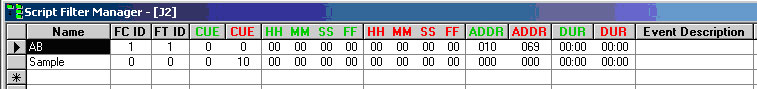 Script Filter Manager - [J2]
Name FC ID FT ID CUE CUE HH MM SS FF HH MM SS FF ADDR ADDR DUR DUR Event Description
AB 1 1 0 0 00 00 00 00 00 00 00 00 010 069 00:00 00:00
Sample 0 0 0 10 00 00 00 00 00 00 00 00 000 000 00:00 00:00